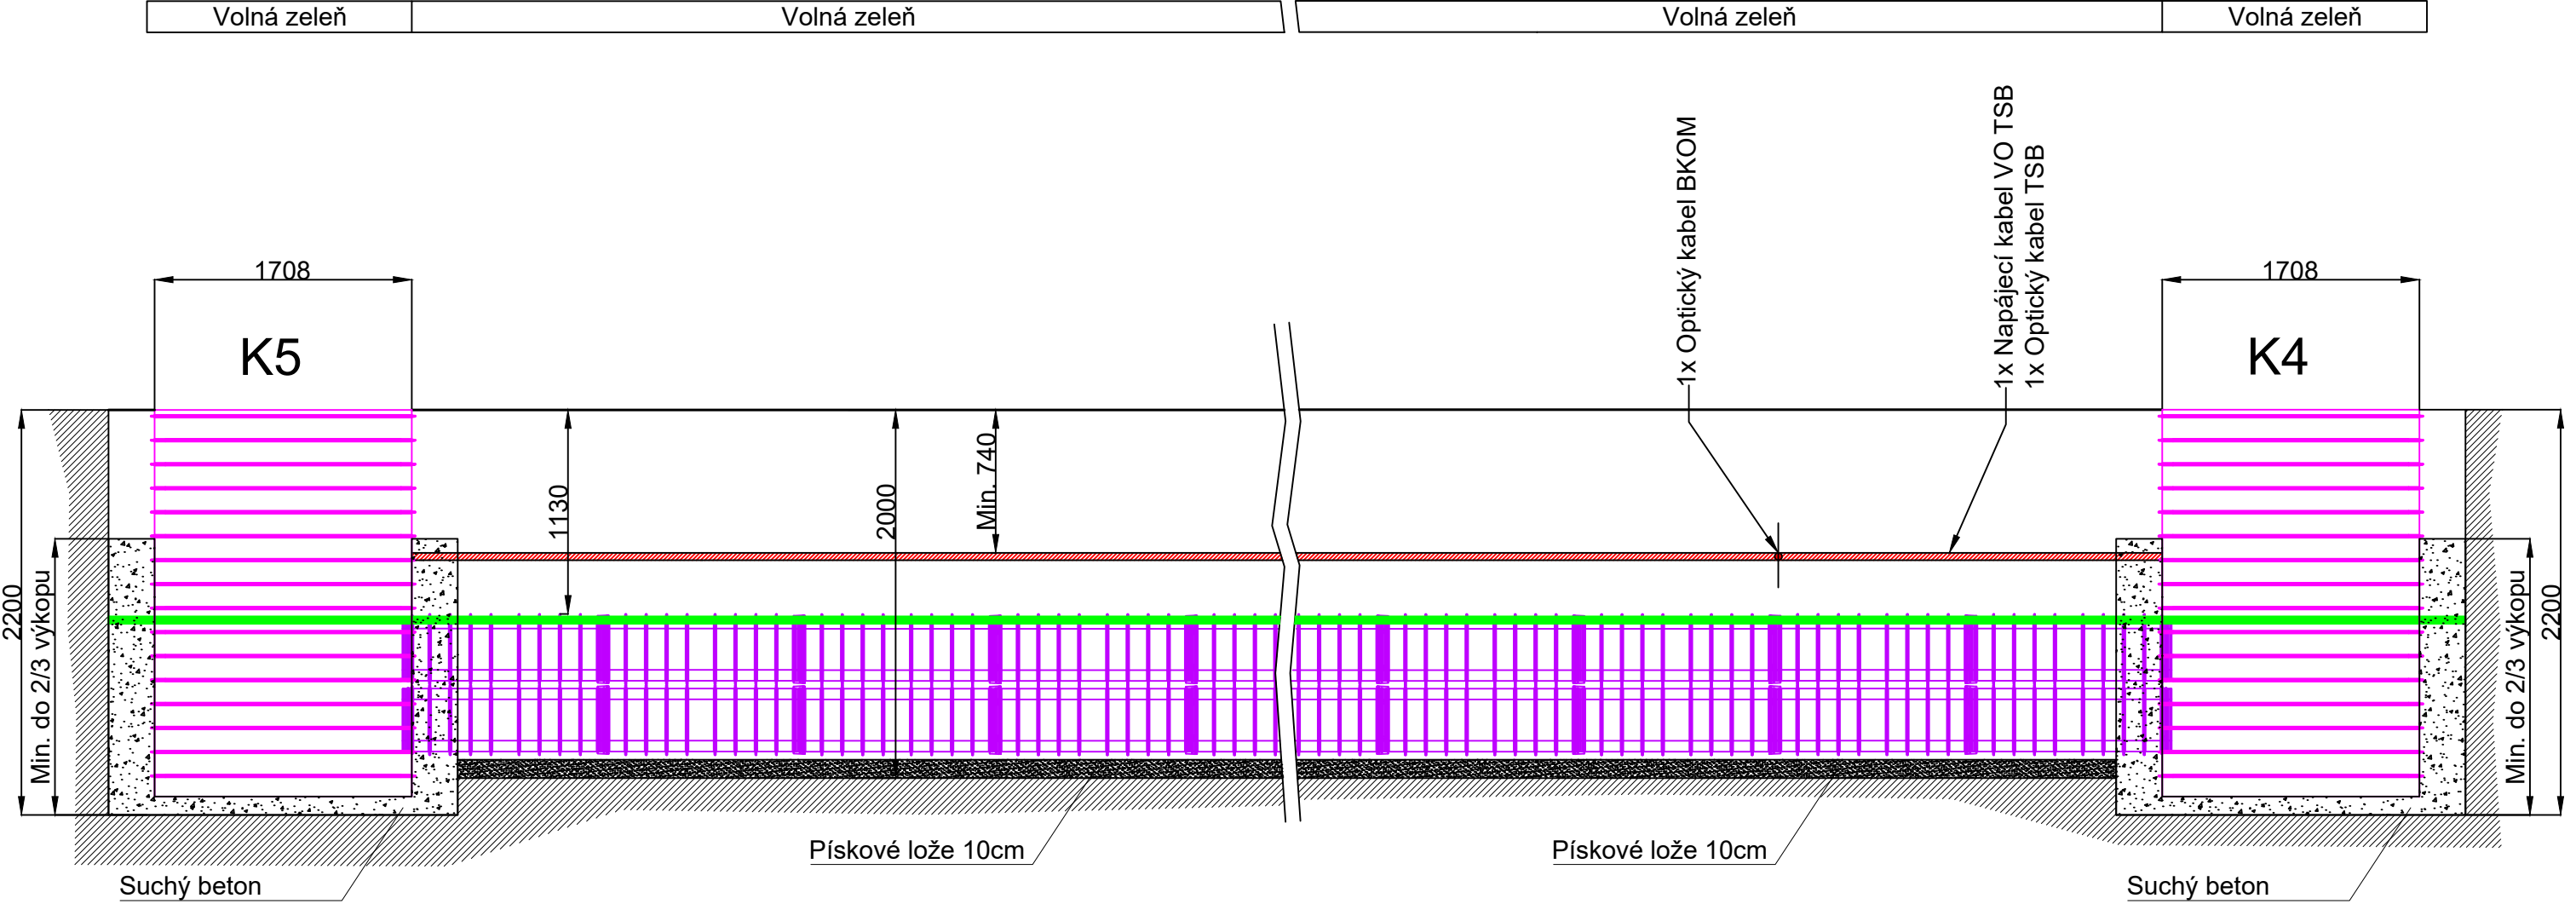 Volná zeleň
Volná zeleň
Volná zeleň
Volná zeleň
1x Optický kabel BKOM
1x Napájecí kabel VO TSB
1x Optický kabel TSB
1708
1708
K5
K4
2200
Min. do 2/3 výkopu
1130
2000
Min. 740
Min. do 2/3 výkopu
2200
Pískové lože 10cm
Pískové lože 10cm
Suchý beton
Suchý beton